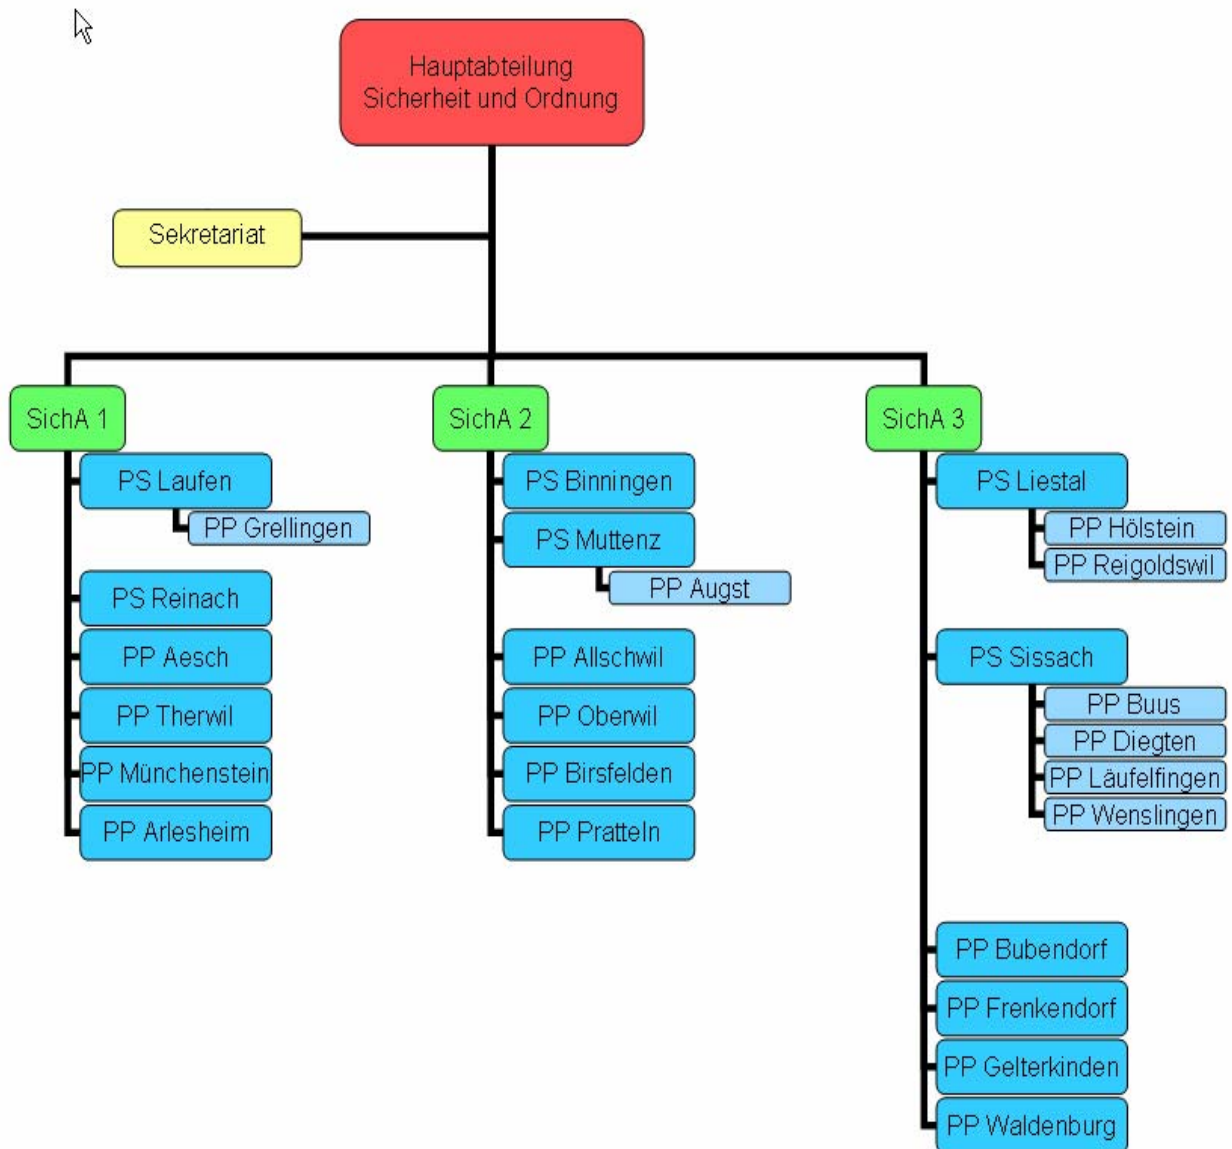 Hauptabteilung
Sicherheit und Ordnung
Sekretariat
SichA 1
PS Laufen
PP Grellingen
PS Reinach
PP Aesch
PP Therwil
PP Münchenstein
PP Arlesheim
SichA 2
PS Binningen
PS Muttenz
PP Augst
PP Allschwil
PP Oberwil
PP Birsfelden
PP Pratteln
SichA 3
PS Liestal
PP Hölstein
PP Reigoldswil
PS Sissach
PP Buus
PP Diegten
PP Läufelfingen
PP Wenslingen
PP Bubendorf
PP Frenkendorf
PP Gelterkinden
PP Waldenburg